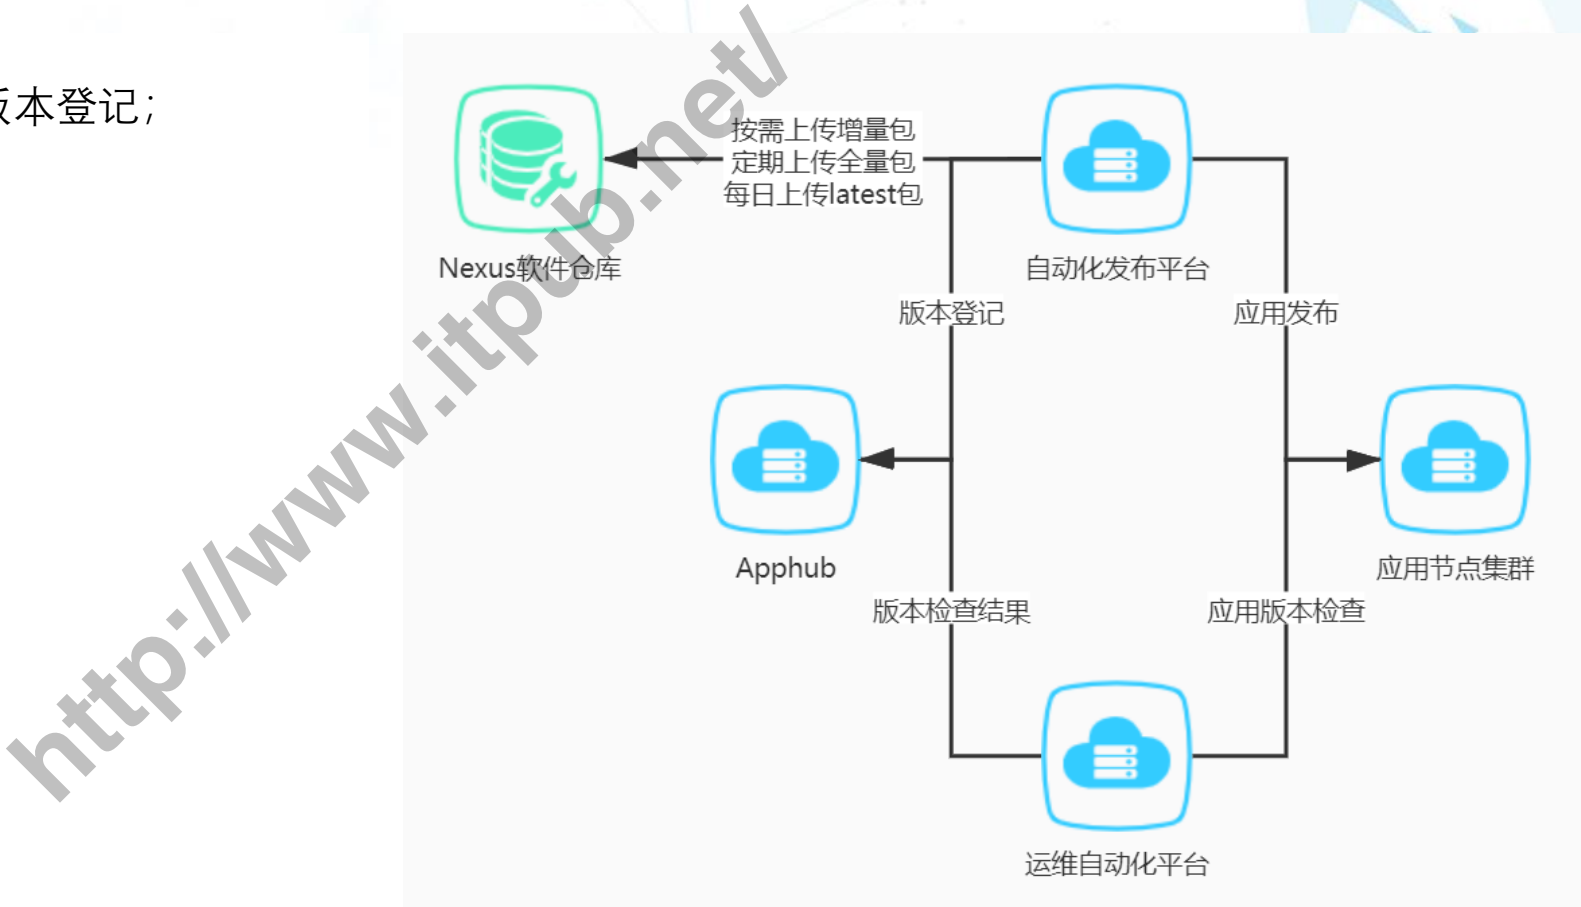 版本登记；
按需上传增量包
定期上传全量包
每日上传latest包
Nexus软件仓库
自动化发布平台
版本登记
应用发布
Apphub
应用节点集群
版本检查结果
应用版本检查
运维自动化平台
http://www.itpub.net/